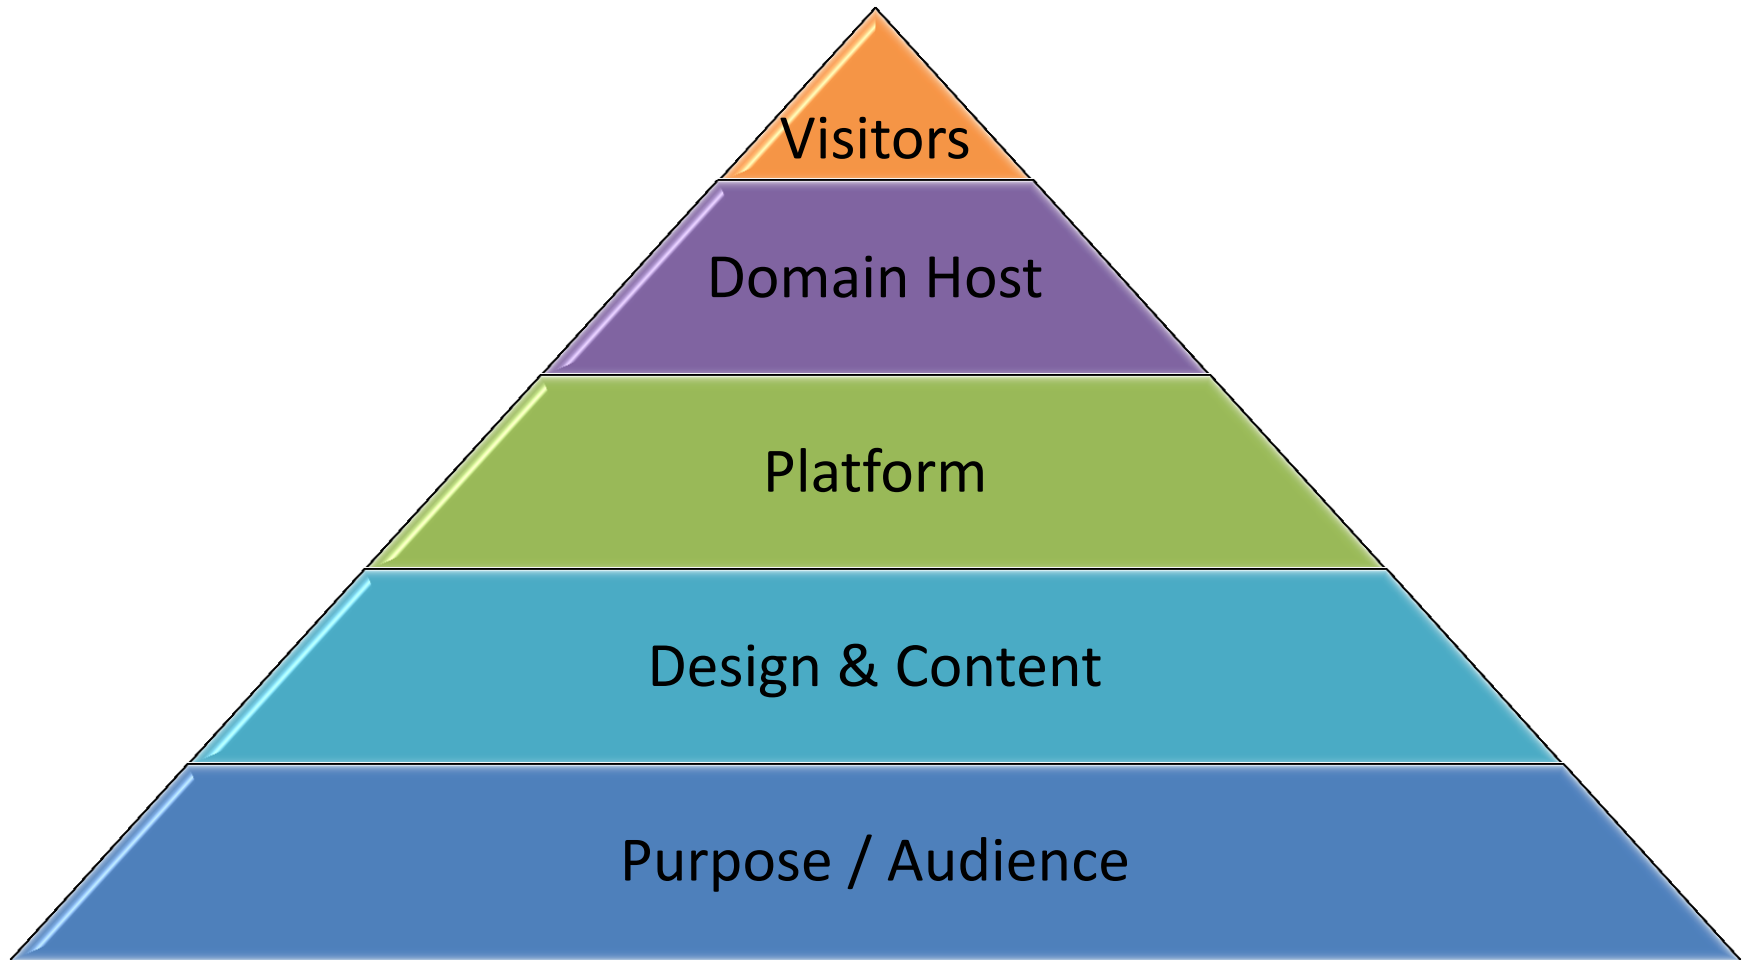 Visitors
Domain Host
Platform
Design & Content
Purpose / Audience